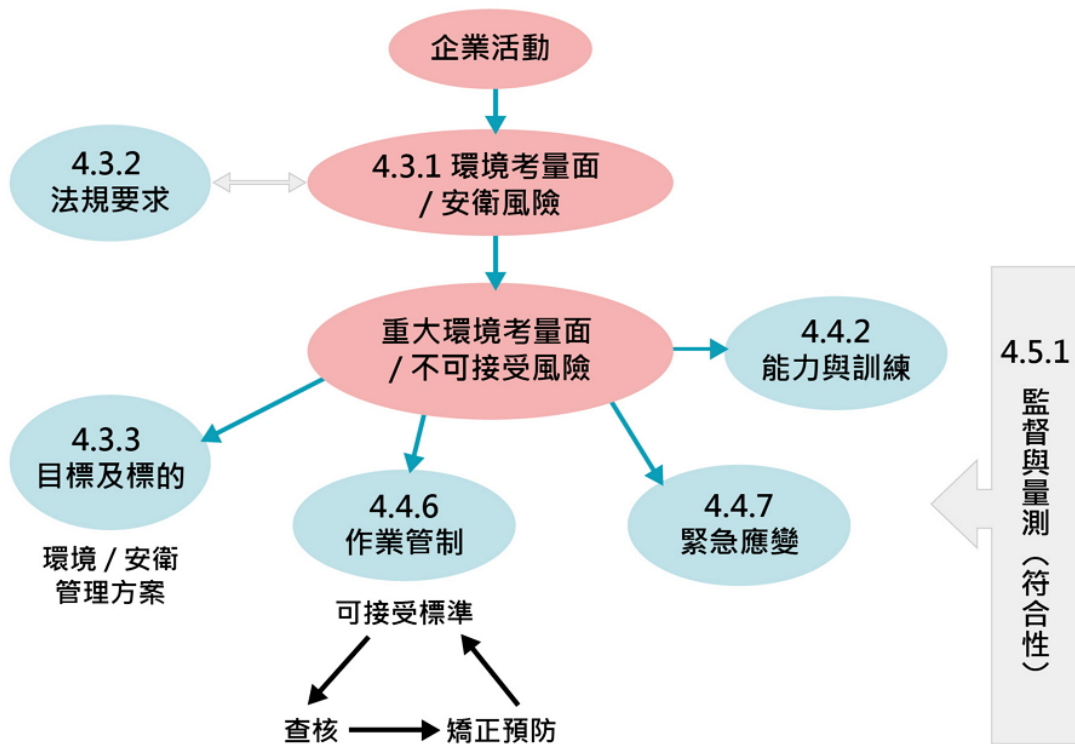 企業活動
4.3.2
法規要求
4.3.1 環境考量面
/ 安衛風險
重大環境考量面
/ 不可接受風險
4.4.2
能力與訓練
4.3.3
目標及標的
環境 / 安衛
管理方案
4.4.6
作業管制
4.4.7
緊急應變
可接受標準
查核
矯正預防
4.5.1
監督與量測（符合性）